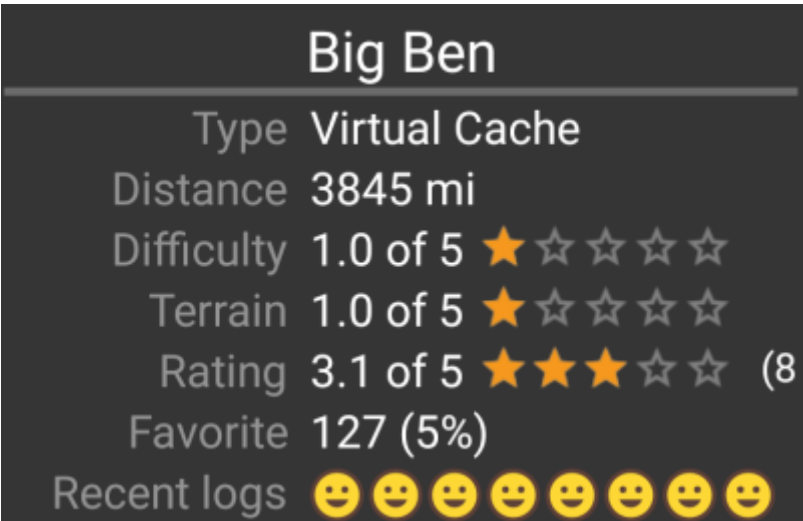 Big Ben
Type Virtual Cache
Distance 3845 mi
Difficulty 1.0 of 5
Terrain 1.0 of 5
Rating 3.1 of 5 (8
Favorite 127 (5%)
Recent logs